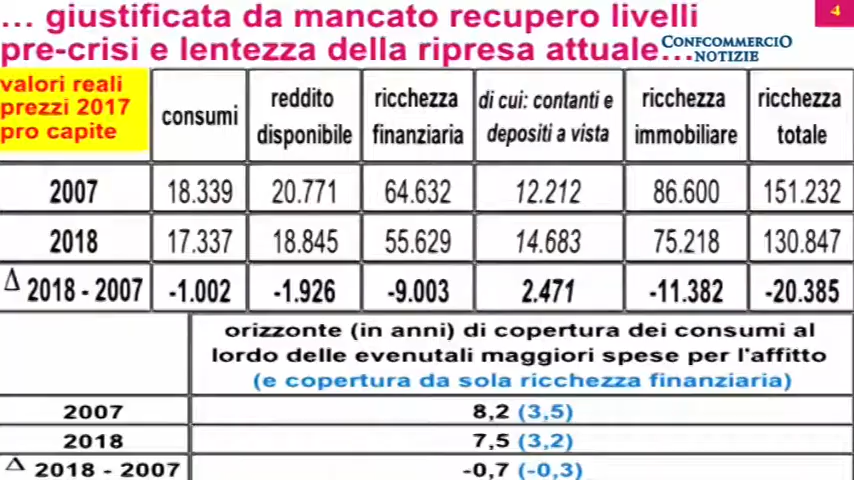 ... giustificata da mancato recupero livelli
4
pre-crisi e lentezza della ripresa attuale...
CONFCOMMERCIO
NOTIZIE
valori reali
prezzi 2017
pro capite
consumi
reddito
disponibile
ricchezza
finanziaria
di cui: contanti e
depositi a vista
ricchezza
immobiliare
ricchezza
totale
2007 18.339 20.771 64.632 12.212 86.600 151.232
2018 17.337 18.845 55.629 14.683 75.218 130.847
Δ 2018 - 2007 -1.002 -1.926 -9.003 2.471 -11.382 -20.385
orizzonte (in anni) di copertura dei consumi al
lordo delle evenutali maggiori spese per l'affitto
(e copertura da sola ricchezza finanziaria)
2007 8,2 (3,5)
2018 7,5 (3,2)
Δ 2018 - 2007 -0,7 (-0,3)